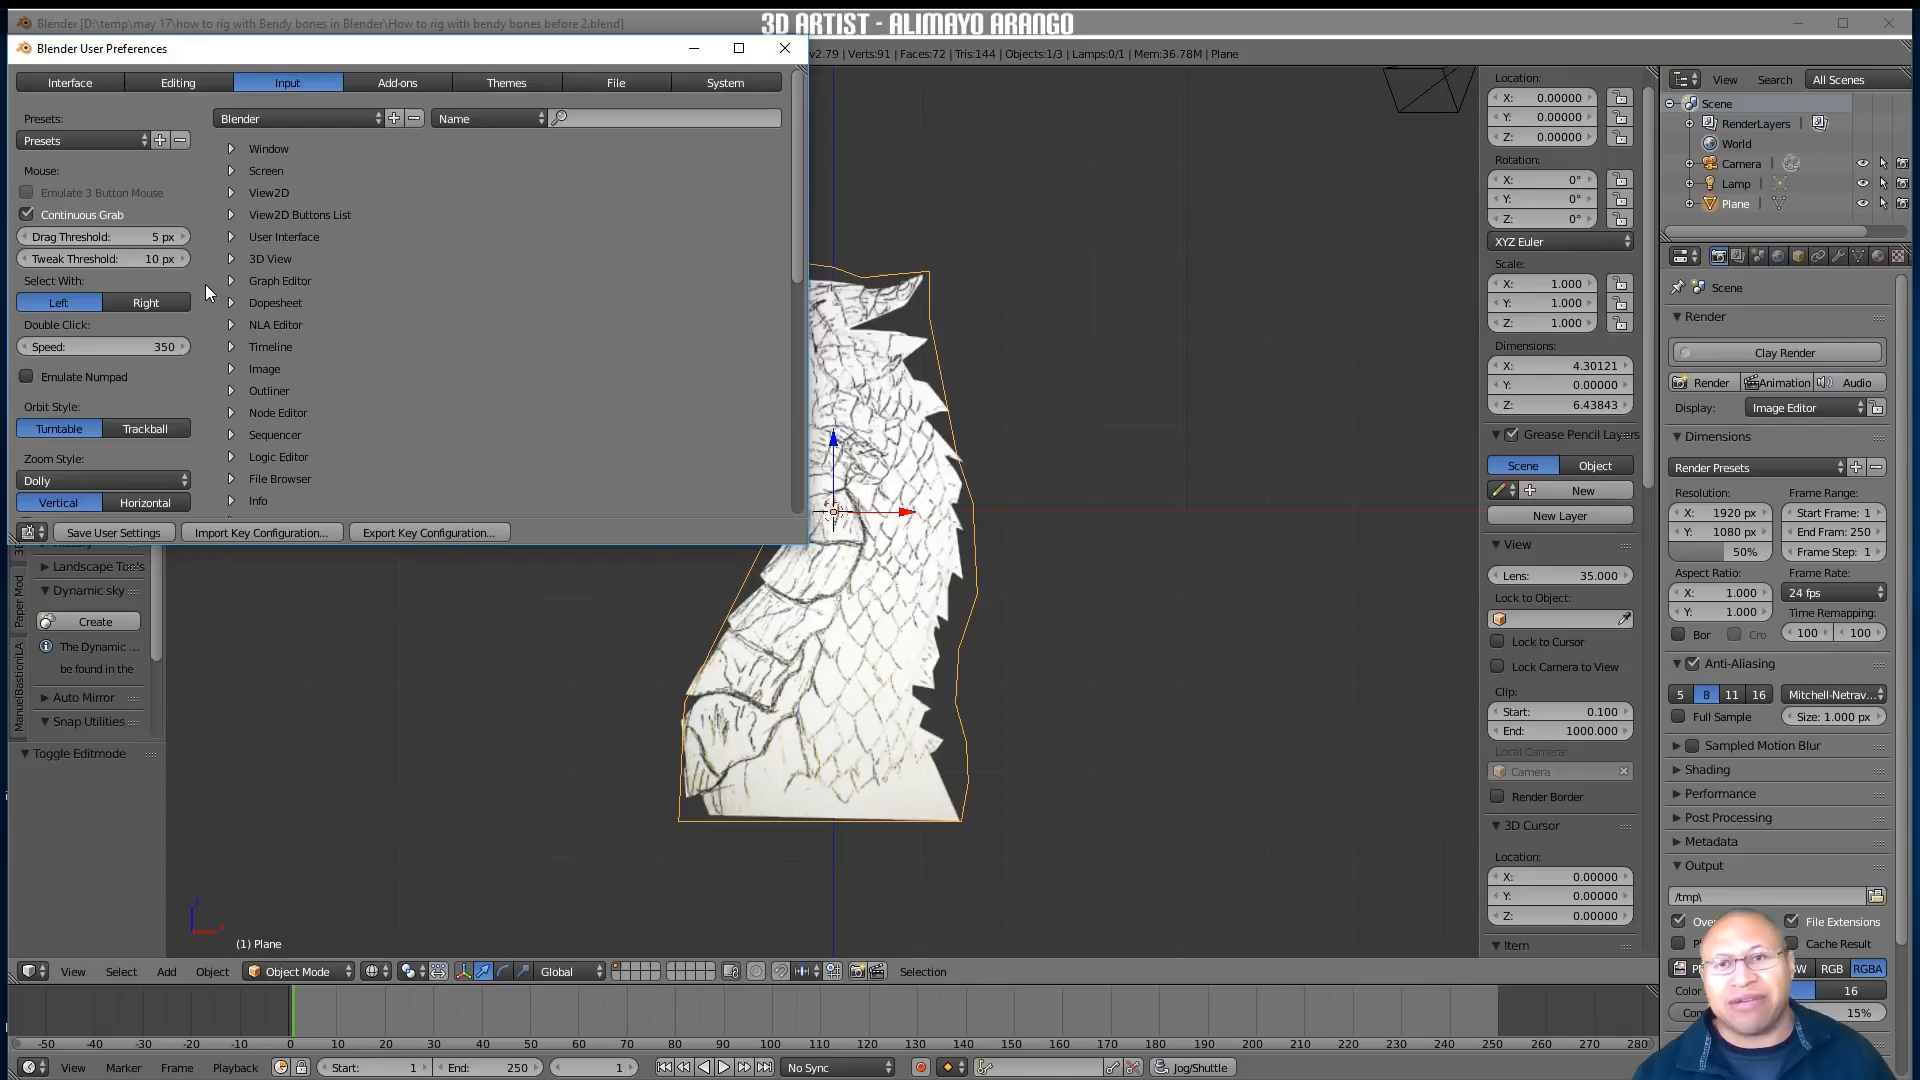 Blender [D:\temp\may 17\how to rig with Bendy bones in Blender\How to rig with bendy bones before 2.blend]
3D ARTIST - ALIMAYO ARANGO
Blender User Preferences
v2.79 | Verts:91 | Faces:72 | Tris:144 | Objects:1/3 | Lamps:0/1 | Mem:36.78M | Plane
Interface Editing Input Add-ons Themes File System
Presets:
Presets
Blender
Name
Mouse:
Emulate 3 Button Mouse
Continuous Grab
Drag Threshold: 5 px
Tweak Threshold: 10 px
Select With:
Left Right
Double Click:
Speed: 350
Emulate Numpad
Orbit Style:
Turntable Trackball
Zoom Style:
Dolly
Vertical Horizontal
Window
Screen
View2D
View2D Buttons List
User Interface
3D View
Graph Editor
Dopesheet
NLA Editor
Timeline
Image
Outliner
Node Editor
Sequencer
Logic Editor
File Browser
Info
Save User Settings Import Key Configuration... Export Key Configuration...
Landscape Tools
Dynamic sky
Create
The Dynamic ...
be found in the
Auto Mirror
Snap Utilities
Toggle Editmode
Paper Mod
ManuelBastioniLA
(1) Plane
Location:
X: 0.00000
Y: 0.00000
Z: 0.00000
Rotation:
X: 0°
Y: 0°
Z: 0°
XYZ Euler
Scale:
X: 1.000
Y: 1.000
Z: 1.000
Dimensions:
X: 4.30121
Y: 0.00000
Z: 6.43843
Grease Pencil Layers
Scene Object
New
New Layer
View
Lens: 35.000
Lock to Object:
Lock to Cursor
Lock Camera to View
Clip:
Start: 0.100
End: 1000.000
Local Camera:
Camera
Render Border
3D Cursor
Location:
X: 0.00000
Y: 0.00000
Z: 0.00000
Item
View Search All Scenes
Scene
RenderLayers
World
Camera
Lamp
Plane
Scene
Render
Clay Render
Render Animation Audio
Display: Image Editor
Dimensions
Render Presets
Resolution: Frame Range:
X: 1920 px Start Frame: 1
Y: 1080 px End Fram: 250
50% Frame Step: 1
Aspect Ratio: Frame Rate:
X: 1.000 24 fps
Y: 1.000 Time Remapping:
Bor Cro 100 100
Anti-Aliasing
5 8 11 16 Mitchell-Netrav...
Full Sample Size: 1.000 px
Sampled Motion Blur
Shading
Performance
Post Processing
Metadata
Output
/tmp\
Ove File Extensions
Cache Result
RGB RGBA
Color 16
Com 15%
View Select Add Object Object Mode Global Selection
-50 -40 -30 -20 -10 0 10 20 30 40 50 60 70 80 90 100 110 120 130 140 150 160 170 180 190 200 210 220 230 240 250 260 270 280
View Marker Frame Playback Start: 1 End: 250 1 No Sync Jog/Shuttle